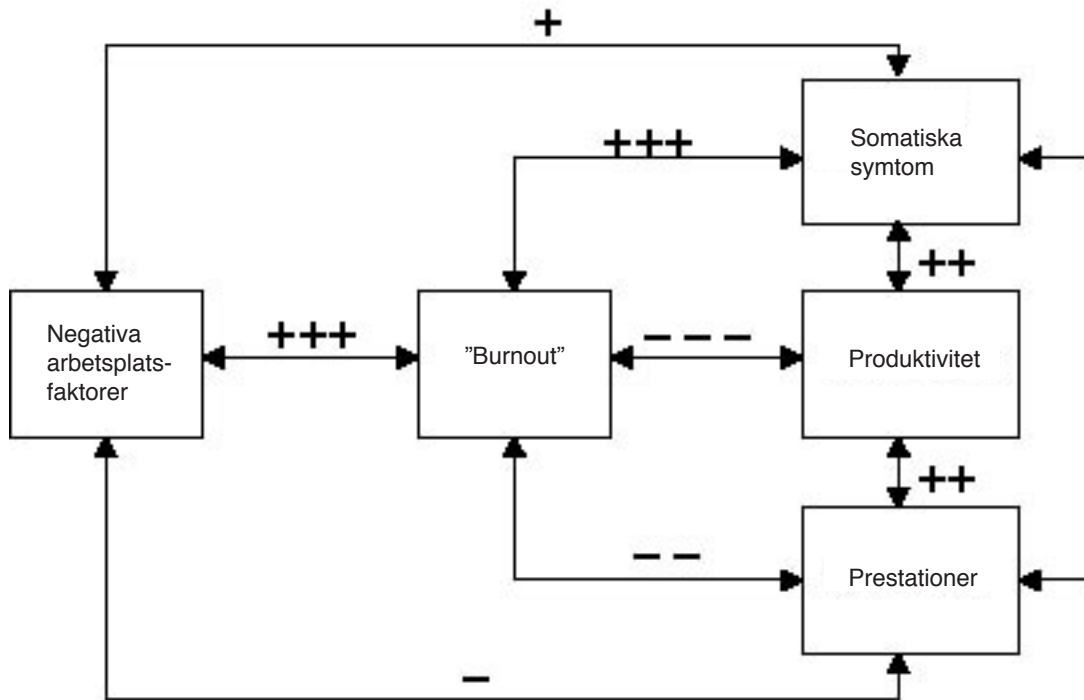 +
+++
Somatiska
symtom
++
Negativa
arbetsplats-
faktorer
+++
”Burnout”
– – –
Produktivitet
++
– –
Prestationer
–